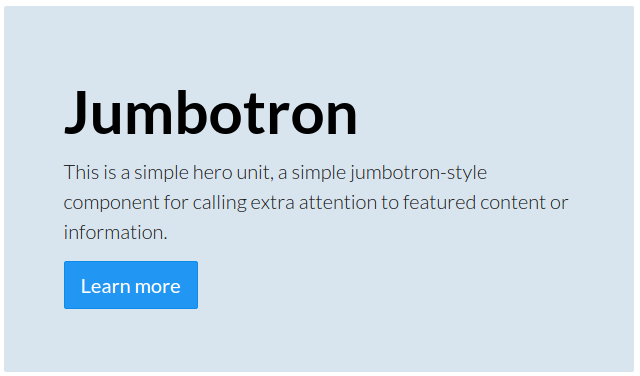 Jumbotron
This is a simple hero unit, a simple jumbotron-style
component for calling extra attention to featured content or
information.
Learn more